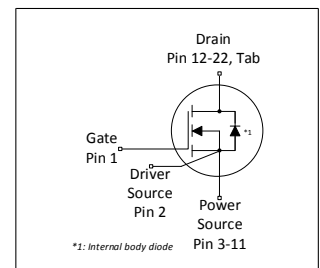 Drain
Pin 12-22, Tab
*1
Gate
Pin 1
Driver
Source
Pin 2
Power
Source
Pin 3-11
*1: Internal body diode